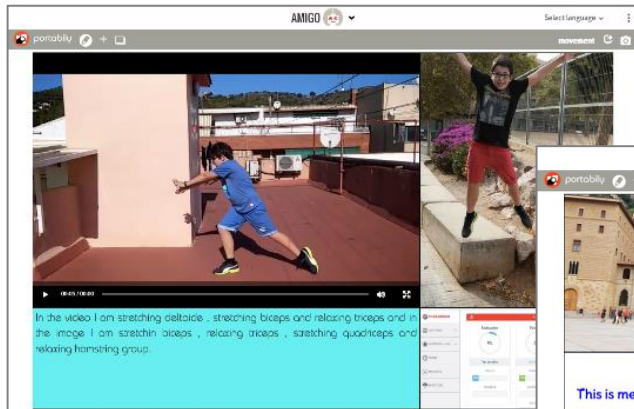 AMIGO
Select language
portabily
movement
portabily
00:05 / 00:00
In the video I am stretching deltoide , stretching biceps and relaxing triceps and in
the image I am stretchin biceps , relaxing triceps , stretching quadriceps and
relaxing hamstring group.
This is me